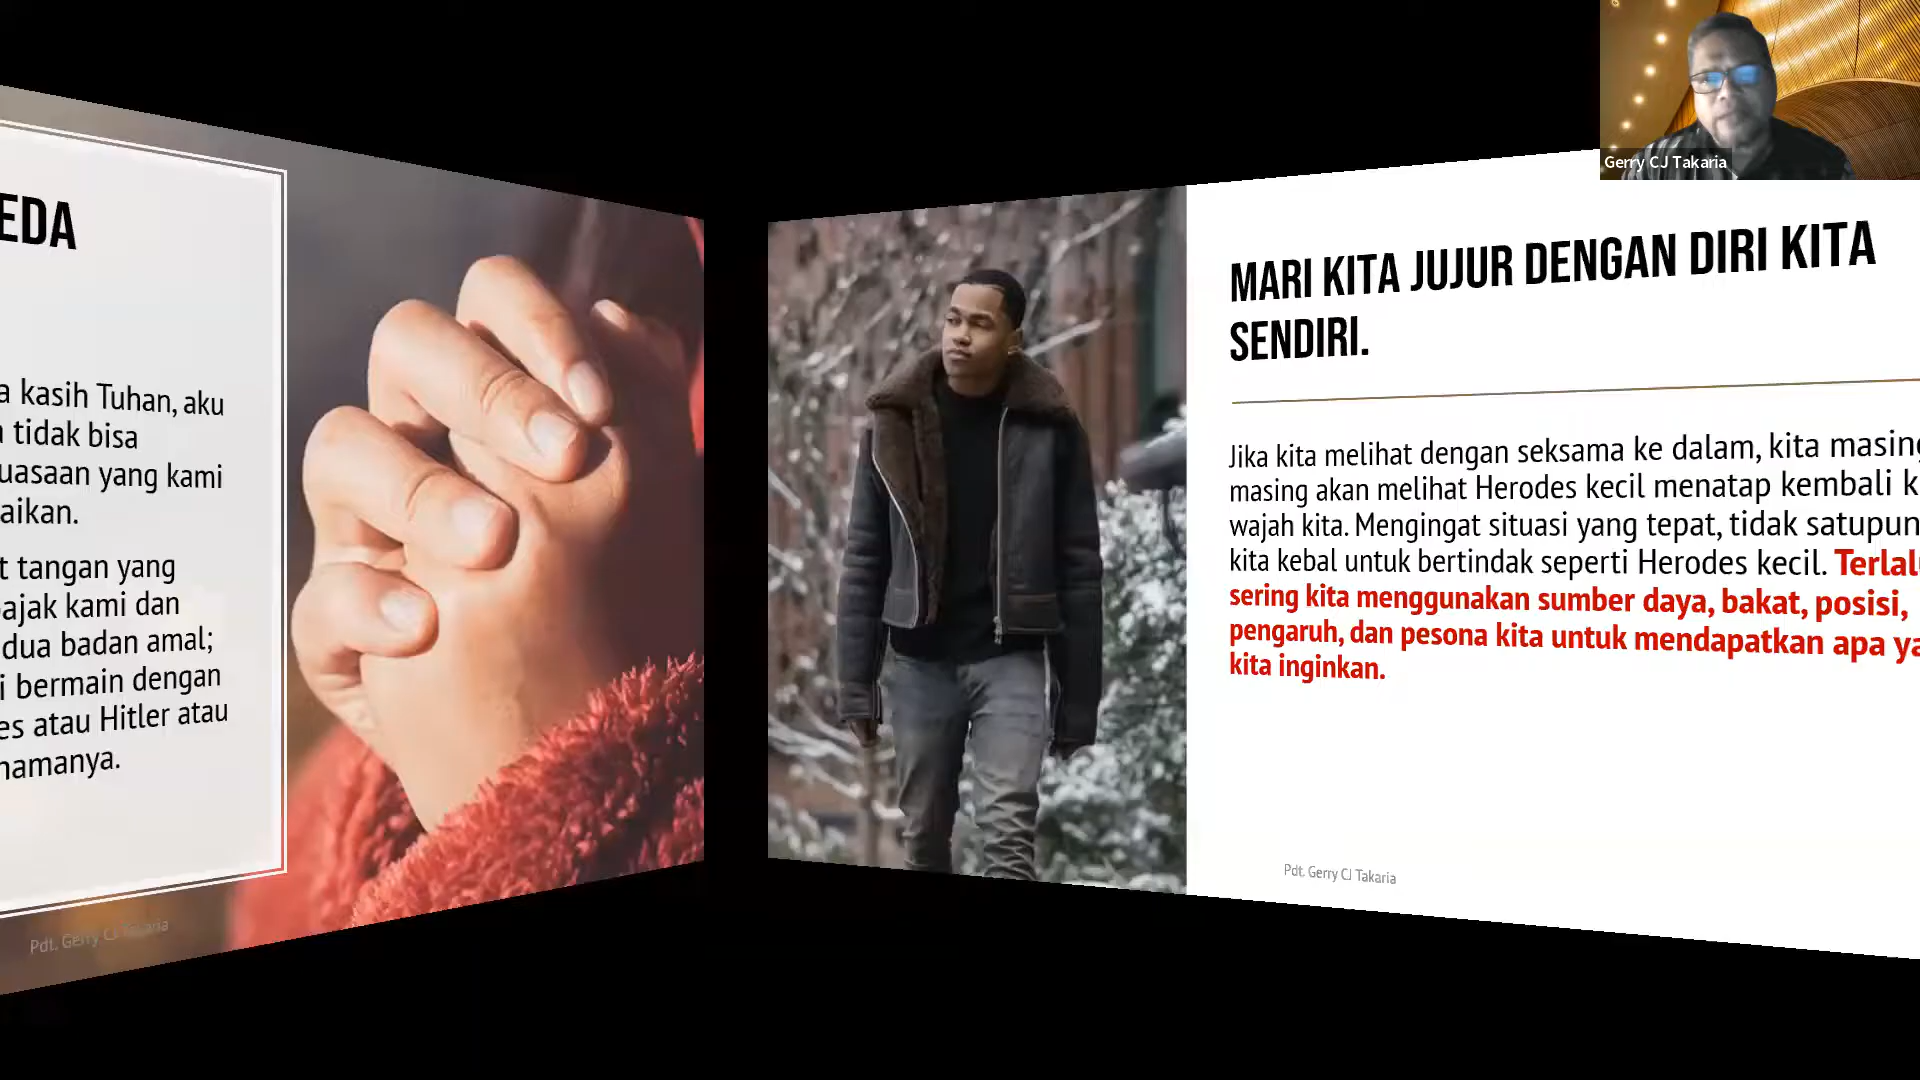 EDA
kasih Tuhan, aku
tidak bisa
uasaan yang kami
aikan.
t tangan yang
ajak kami dan
dua badan amal;
i bermain dengan
es atau Hitler atau
namanya.
Pdt. Gerry CJ Takaria
Gerry CJ Takaria
MARI KITA JUJUR DENGAN DIRI KITA
SENDIRI.
Jika kita melihat dengan seksama ke dalam, kita masing
masing akan melihat Herodes kecil menatap kembali k
wajah kita. Mengingat situasi yang tepat, tidak satupun
kita kebal untuk bertindak seperti Herodes kecil. Terlal
sering kita menggunakan sumber daya, bakat, posisi,
pengaruh, dan pesona kita untuk mendapatkan apa ya
kita inginkan.
Pdt. Gerry CJ Takaria